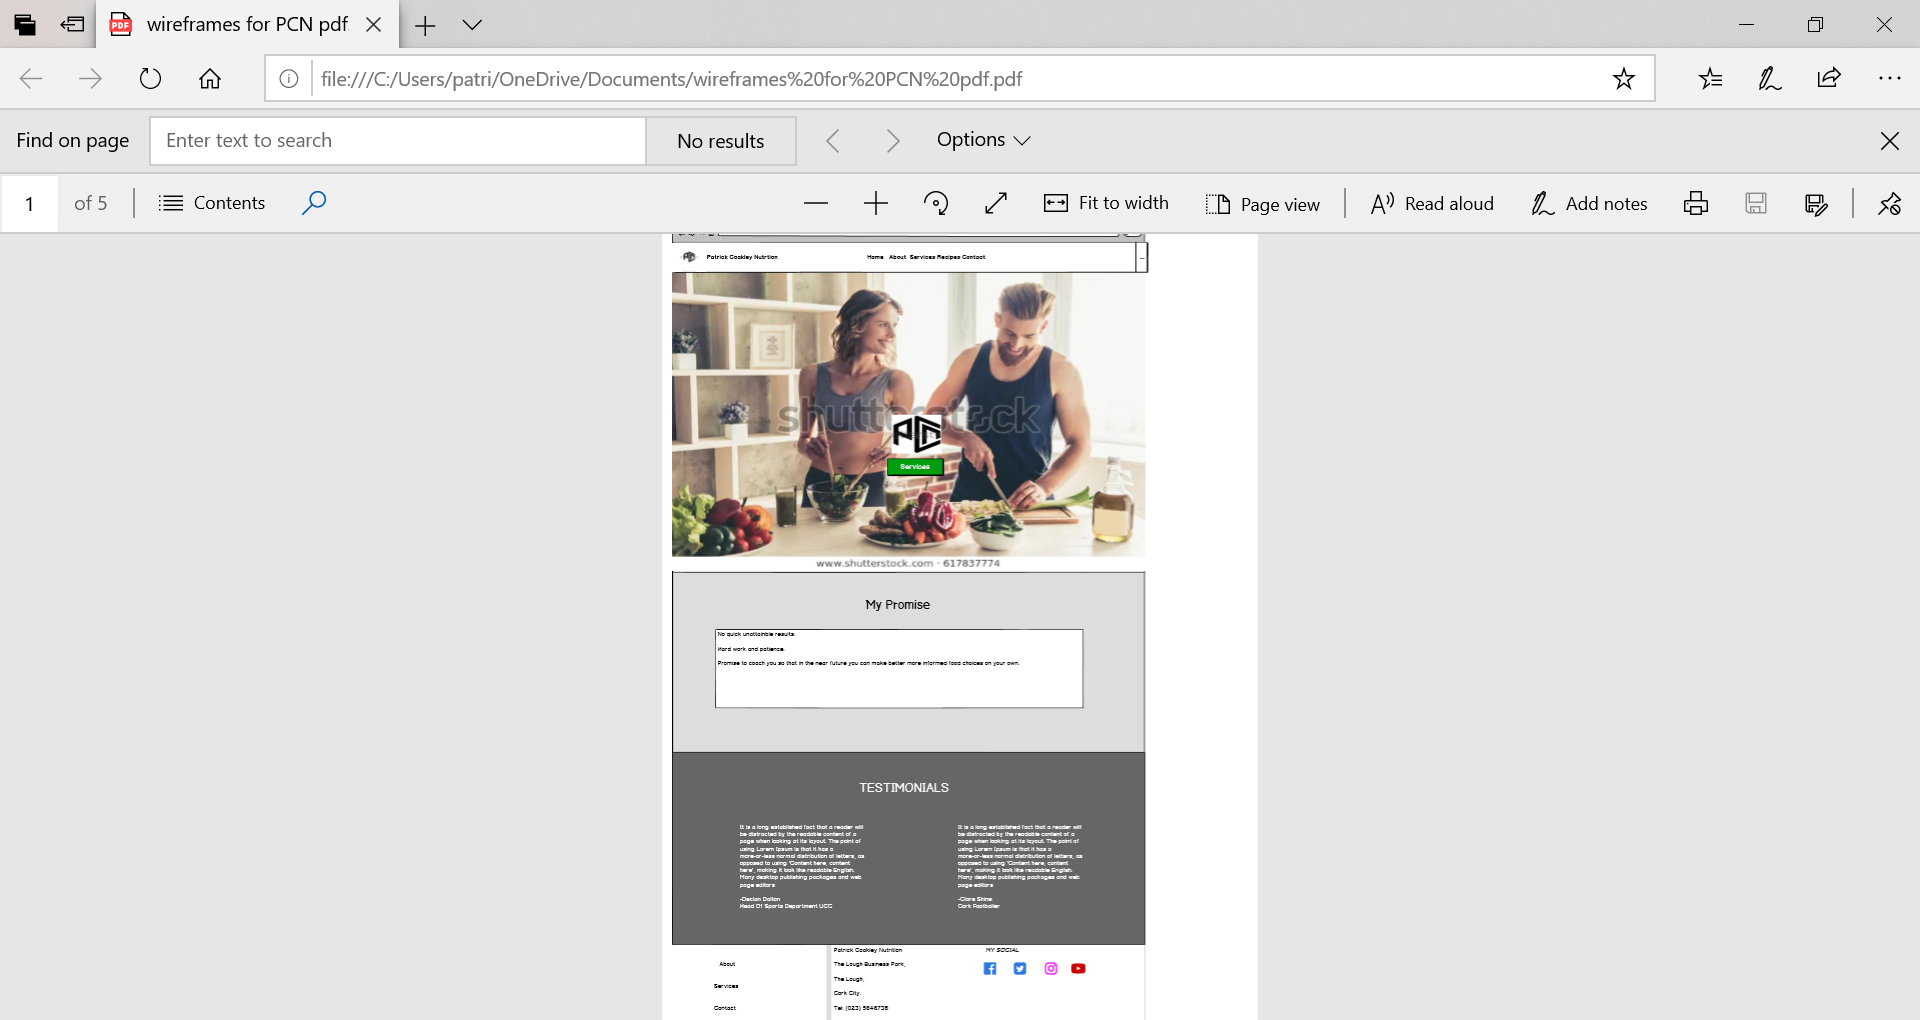 wireframes for PCN pdf
file:///C:/Users/patri/OneDrive/Documents/wireframes%20for%20PCN%20pdf.pdf
Find on page
Enter text to search
No results
Options
1 of 5
Contents
Fit to width
Page view
Read aloud
Add notes
Patrick Coakley Nutrtion
Home About Services Recipes Contact
shutterstock
PCN
Services
www.shutterstock.com · 617837774
My Promise
No quick unattainble results.
Hard work and patience.
Promise to coach you so that in the near future you can make better more informed food choices on your own.
TESTIMONIALS
It is a long established fact that a reader will
be distracted by the readable content of a
page when looking at its layout. The point of
using Lorem Ipsum is that it has a
more-or-less normal distribution of letters, as
opposed to using 'Content here, content
here', making it look like readable English.
Many desktop publishing packages and web
page editors
-Declan Dalton
Head Of Sports Department UCC
It is a long established fact that a reader will
be distracted by the readable content of a
page when looking at its layout. The point of
using Lorem Ipsum is that it has a
more-or-less normal distribution of letters, as
opposed to using 'Content here, content
here', making it look like readable English.
Many desktop publishing packages and web
page editors
-Clare Shine
Cork Footballer
About
Services
Contact
Patrick Coakley Nutrition
The Lough Business Park,
The Lough,
Cork City.
Tel: (023) 5646738
MY SOCIAL